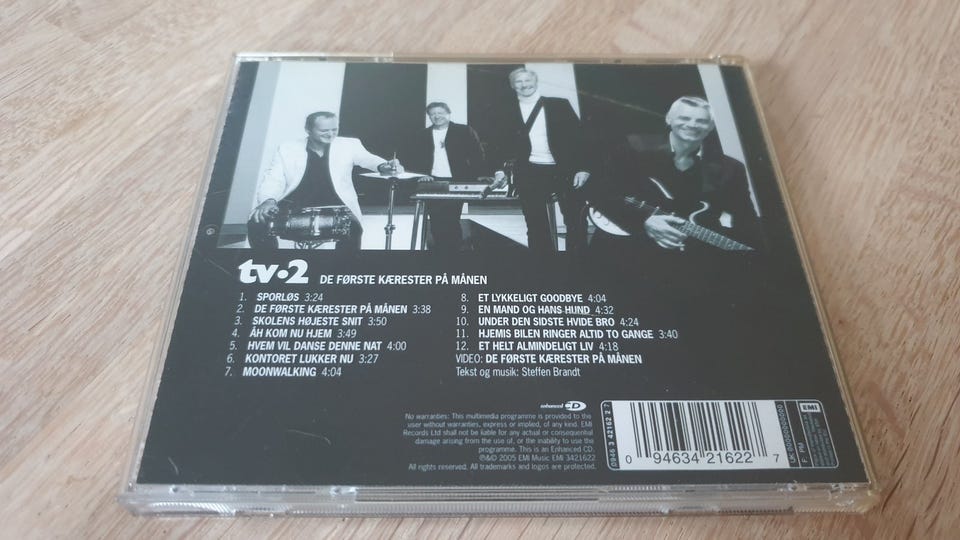 tv·2 DE FØRSTE KÆRESTER PÅ MÅNEN
1. SPORLØS 3:24
2. DE FØRSTE KÆRESTER PÅ MÅNEN 3:38
3. SKOLENS HØJESTE SNIT 3:50
4. ÅH KOM NU HJEM 3:49
5. HVEM VIL DANSE DENNE NAT 4:00
6. KONTORET LUKKER NU 3:27
7. MOONWALKING 4:04
8. ET LYKKELIGT GOODBYE 4:04
9. EN MAND OG HANS HUND 4:32
10. UNDER DEN SIDSTE HVIDE BRO 4:24
11. HJEMIS BILEN RINGER ALTID TO GANGE 3:40
12. ET HELT ALMINDELIGT LIV 4:18
VIDEO: DE FØRSTE KÆRESTER PÅ MÅNEN
Tekst og musik: Steffen Brandt
enhanced CD
No warranties: This multimedia programme is provided to the
user without warranties, express or implied, of any kind. EMI
Records Ltd shall not be liable for any actual or consequential
damage arising from the use of, or the inability to use the
programme. This is an Enhanced CD.
℗&© 2005 EMI Music EMI 3421622
All rights reserved. All trademarks and logos are protected.
0946 3 42162 2 7
0 94634 21622 7
EMI
F: PM